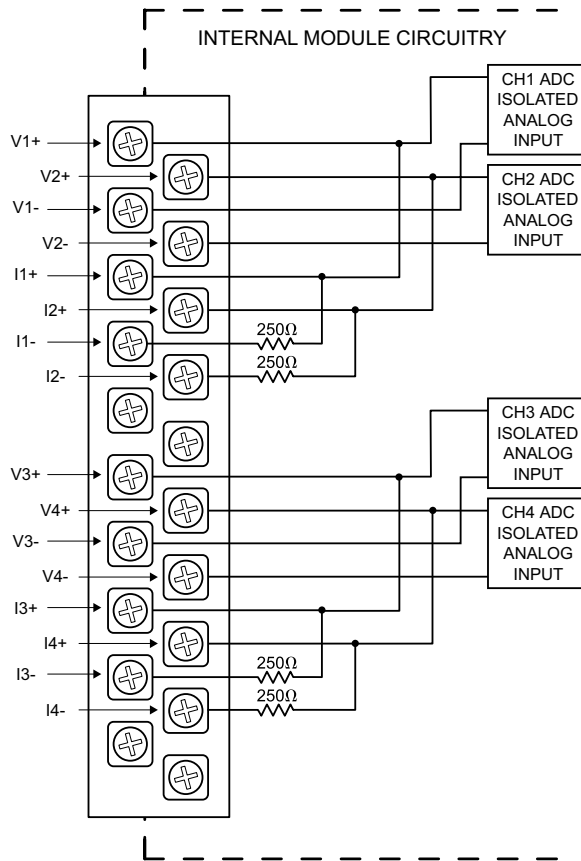 INTERNAL MODULE CIRCUITRY
CH1 ADC
ISOLATED
ANALOG
INPUT
V1+
V2+
CH2 ADC
ISOLATED
ANALOG
INPUT
V1-
V2-
I1+
I2+
250Ω
I1-
250Ω
I2-
CH3 ADC
ISOLATED
ANALOG
INPUT
V3+
V4+
CH4 ADC
ISOLATED
ANALOG
INPUT
V3-
V4-
I3+
I4+
250Ω
I3-
250Ω
I4-